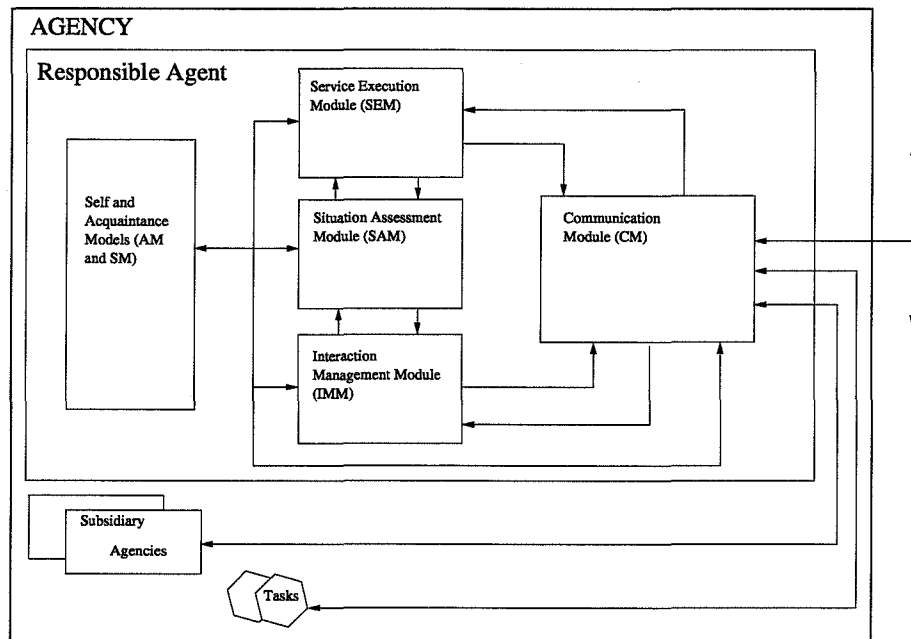 AGENCY
Responsible Agent
Service Execution
Module (SEM)
Self and
Acquaintance
Models (AM
and SM)
Situation Assessment
Module (SAM)
Communication
Module (CM)
Interaction
Management Module
(IMM)
Subsidiary
Agencies
Tasks